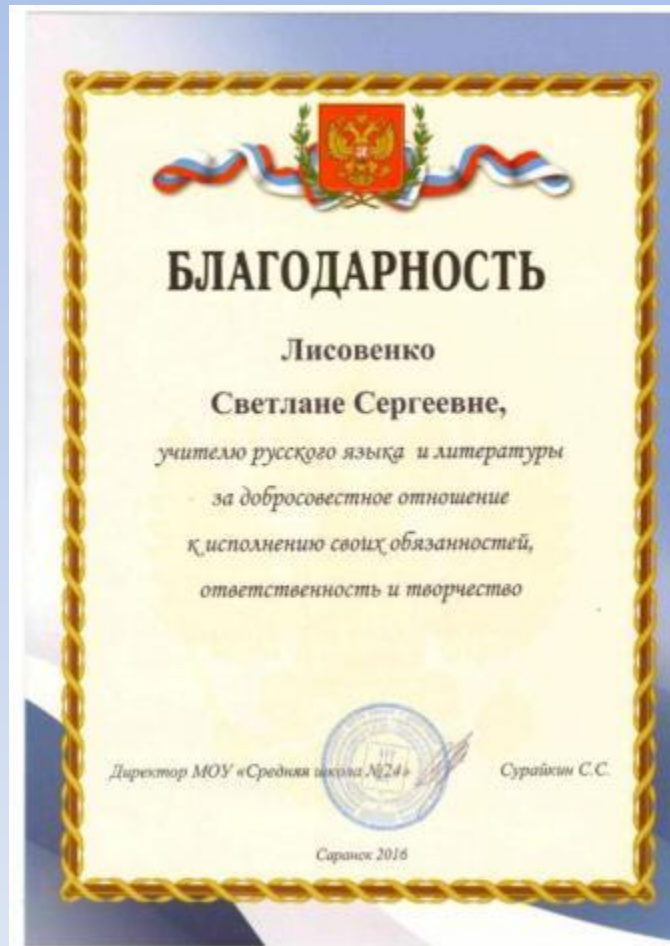 БЛАГОДАРНОСТЬ
Лисовенко
Светлане Сергеевне,
учителю русского языка и литературы
за добросовестное отношение
к исполнению своих обязанностей,
ответственность и творчество
Директор МОУ «Средняя школа №24» Сурайкин С.С.
Саранск 2016